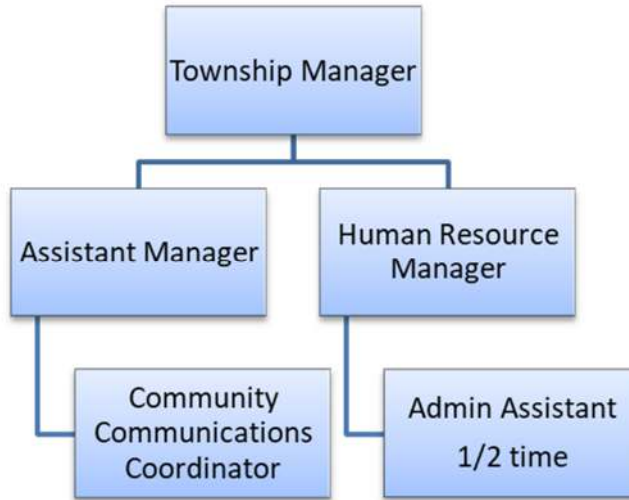 Township Manager
Assistant Manager
Human Resource
Manager
Community
Communications
Coordinator
Admin Assistant
1/2 time